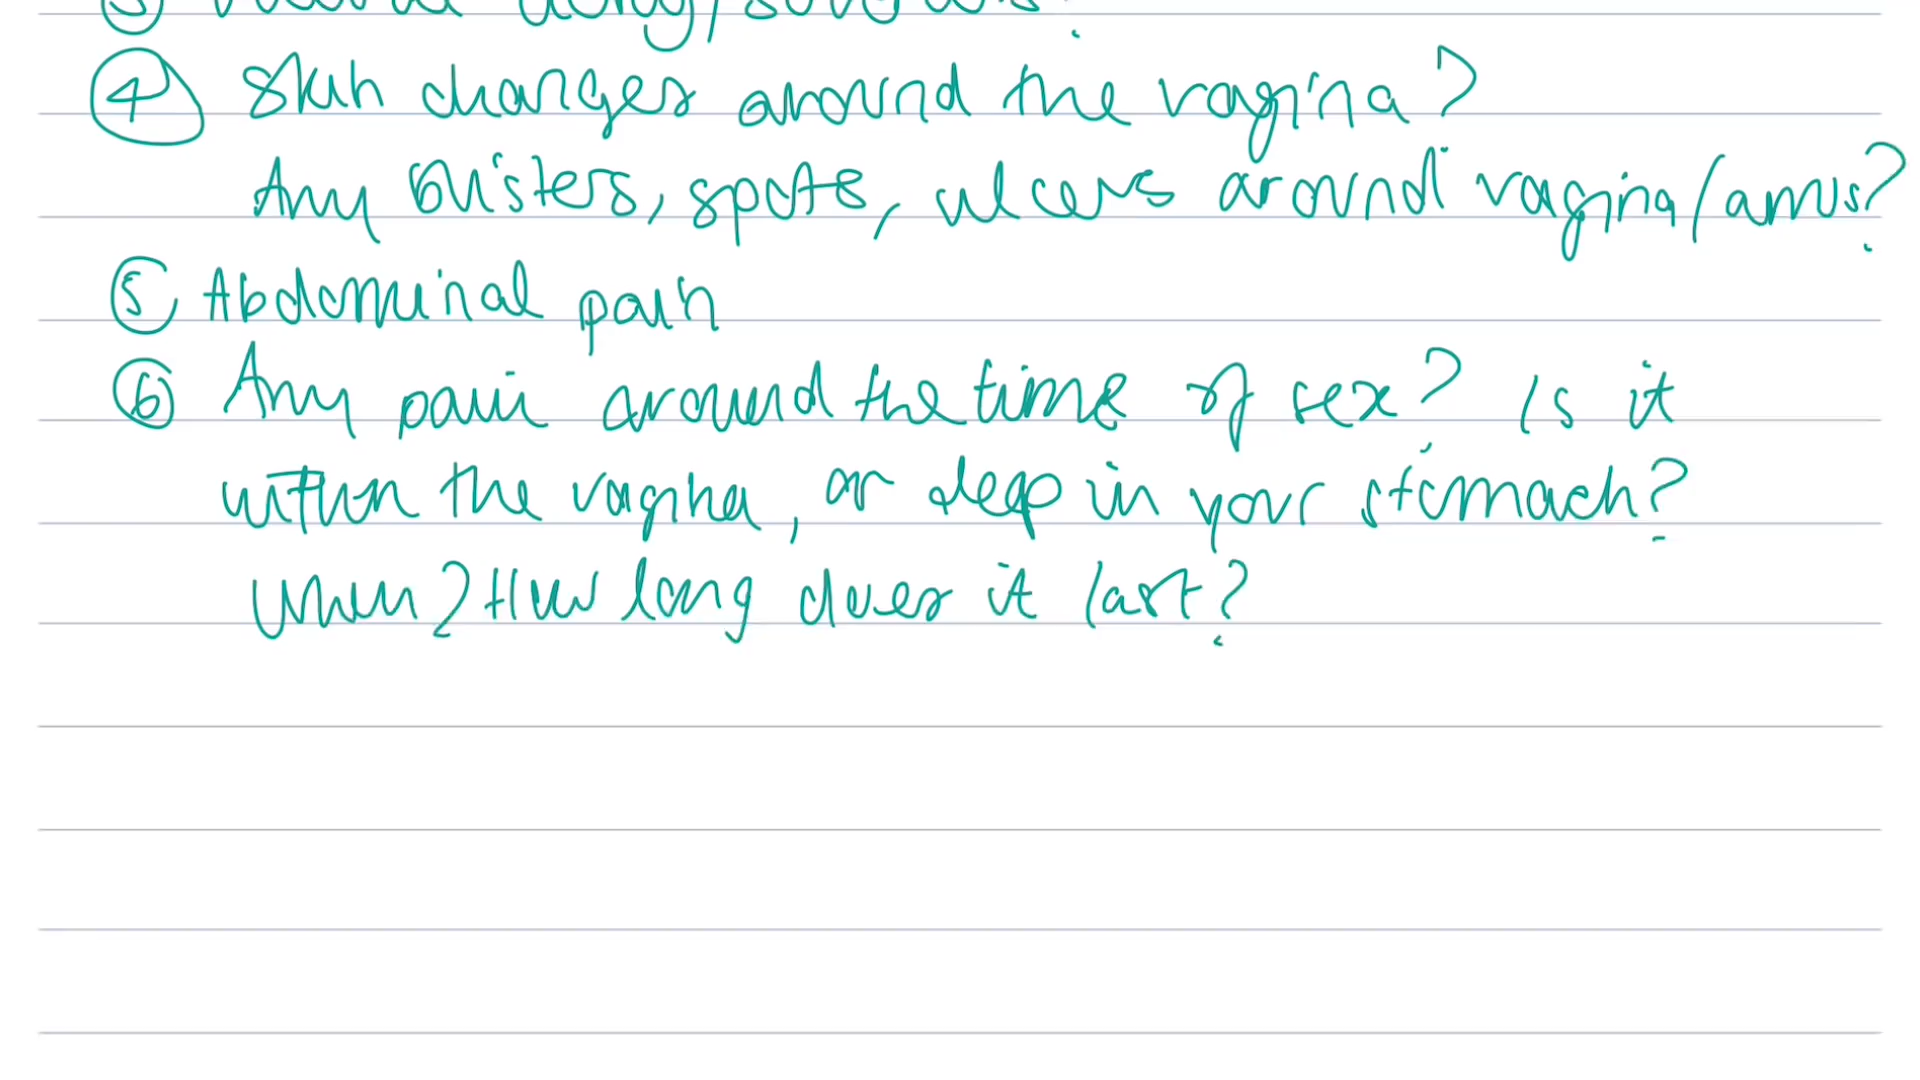 ③
④ Skin changes around the vagina?
Any blisters, spots, ulcers around vagina/anus?
⑤ Abdominal pain
⑥ Any pain around the time of sex? Is it
within the vagina, or deep in your stomach?
When? How long does it last?